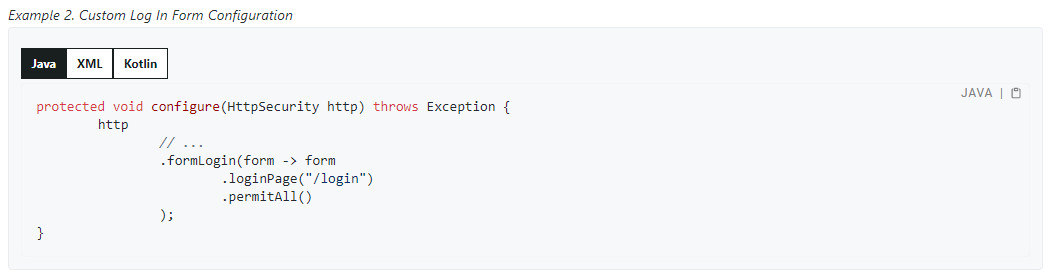 Example 2. Custom Log In Form Configuration
Java XML Kotlin
JAVA |
protected void configure(HttpSecurity http) throws Exception {
        http
                // ...
                .formLogin(form -> form
                        .loginPage("/login")
                        .permitAll()
                );
}